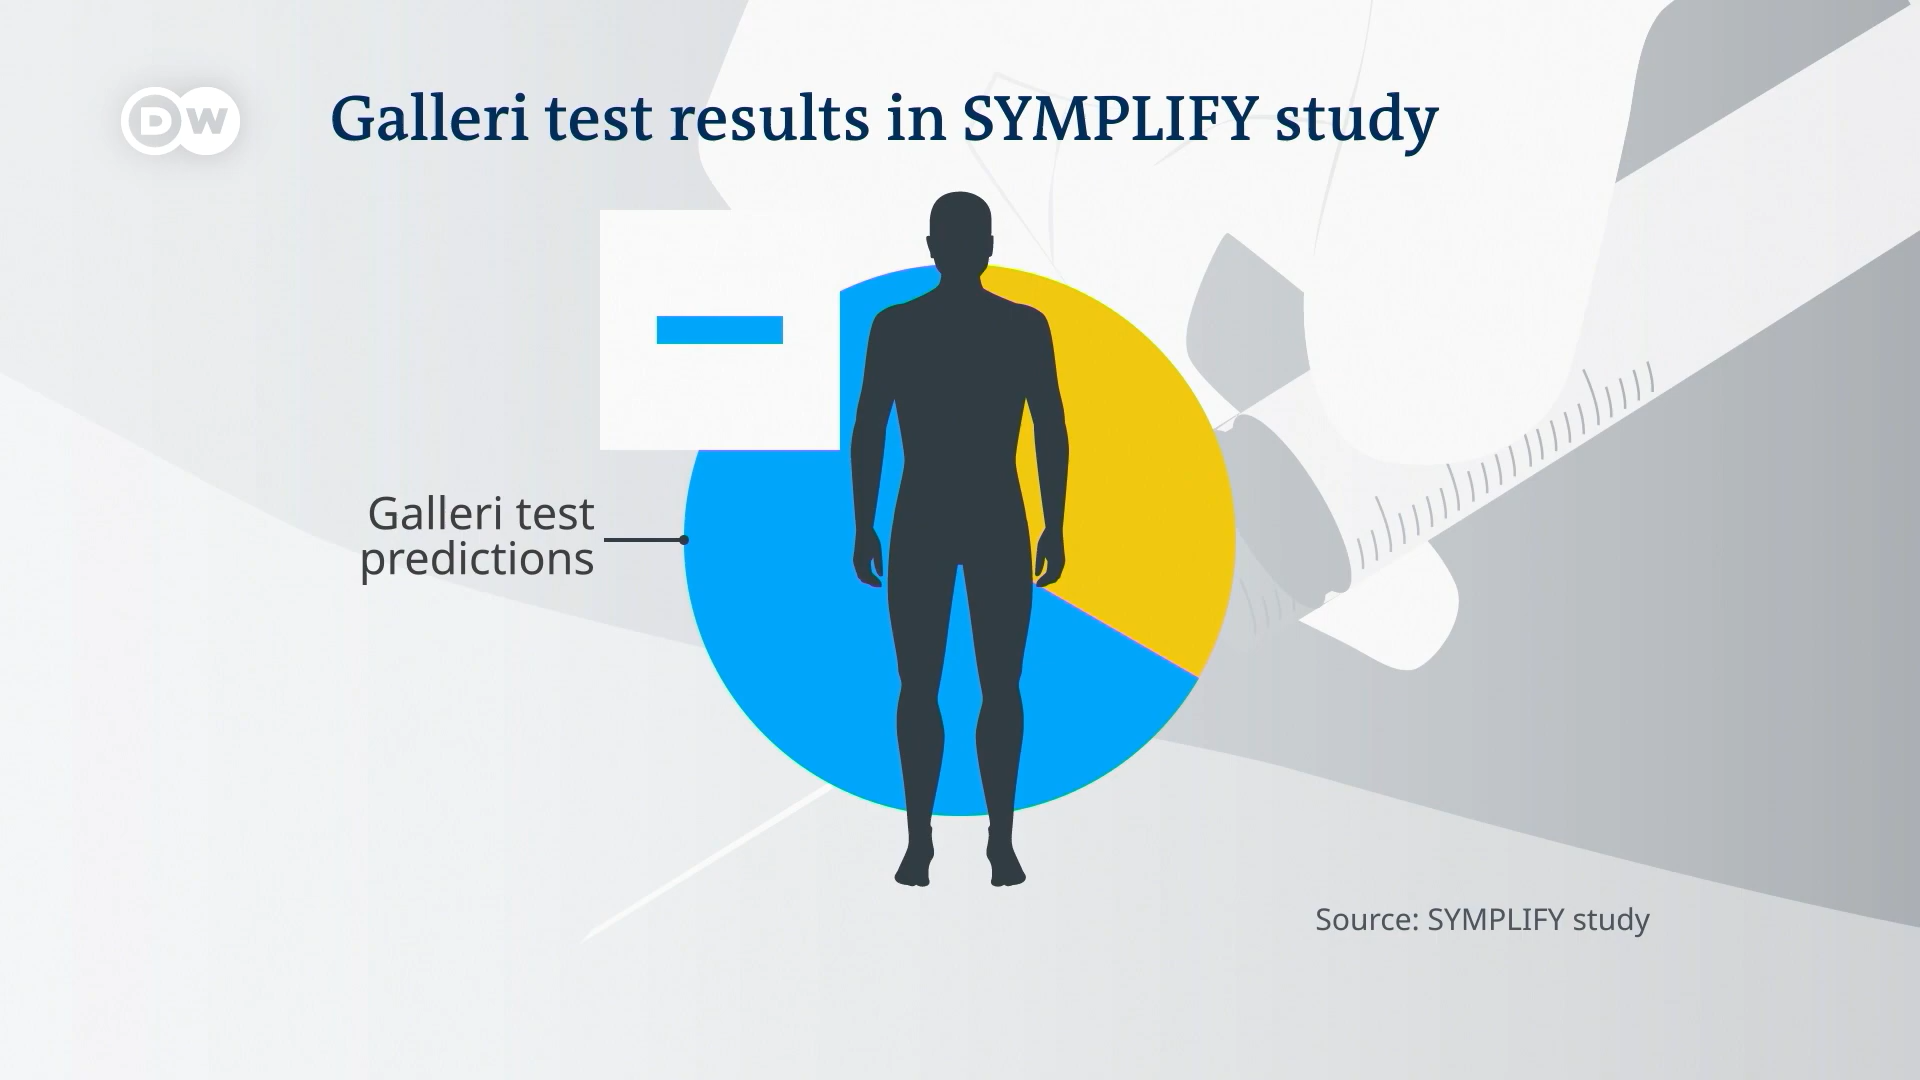 DW
Galleri test results in SYMPLIFY study
Galleri test
predictions
Source: SYMPLIFY study